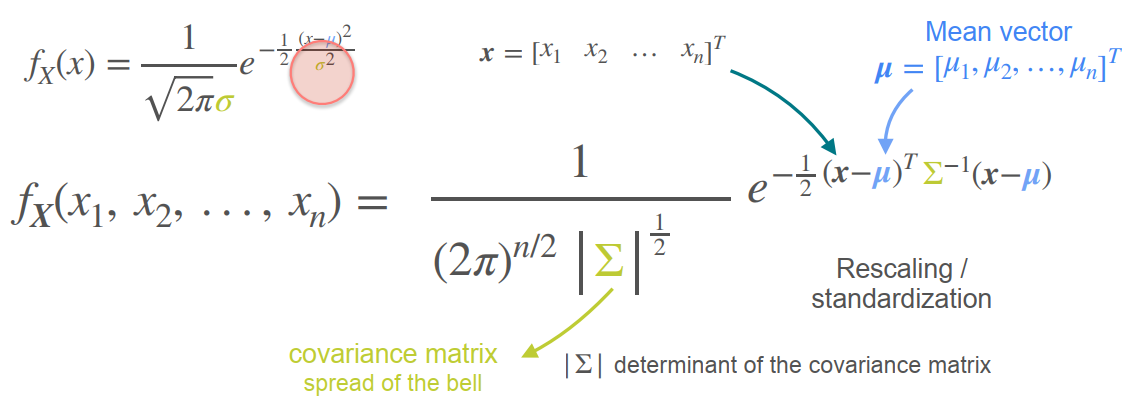 f_X(x) = 1/(√2π σ) e^{-1/2 (x-μ)²/σ²}
x = [x₁ x₂ ⋯ xₙ]ᵀ
Mean vector
μ = [μ₁, μ₂, …, μₙ]ᵀ
f_X(x₁, x₂, …, xₙ) = 1/((2π)^{n/2} |Σ|^{1/2}) e^{-1/2 (x-μ)ᵀ Σ⁻¹(x-μ)}
Rescaling /
standardization
covariance matrix
spread of the bell
|Σ| determinant of the covariance matrix